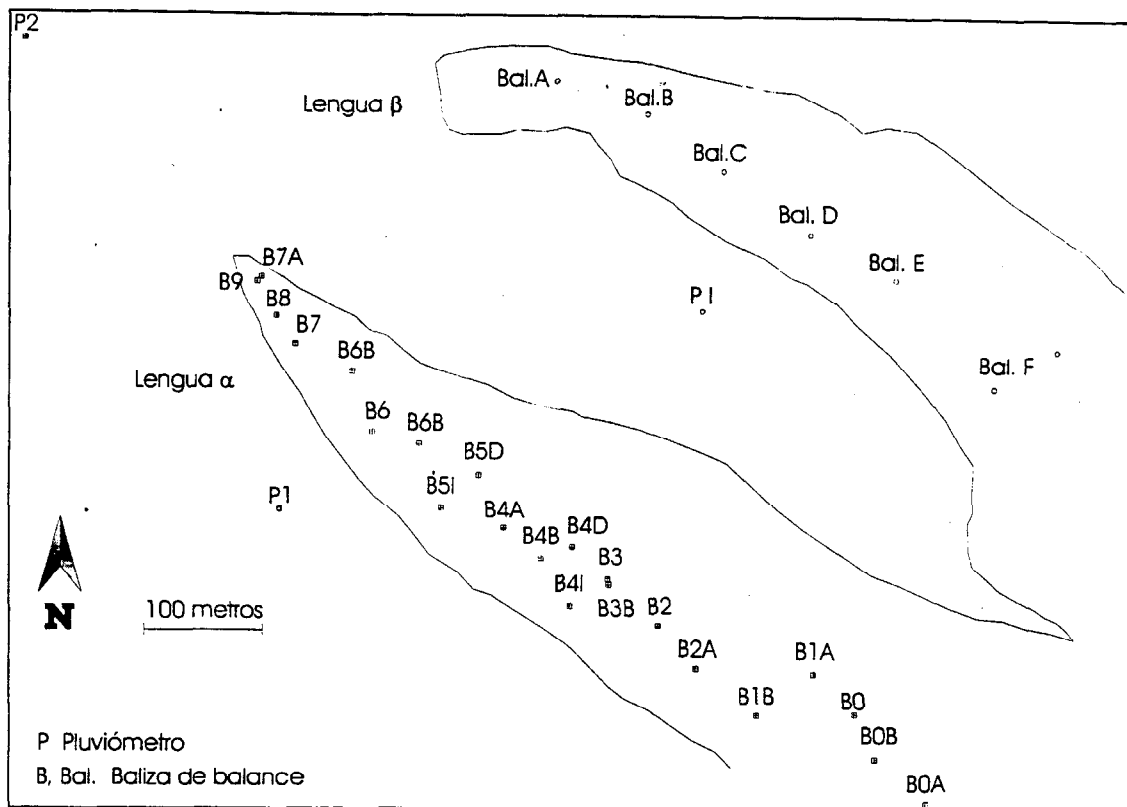 P2
Bal.A
Bal.B
Lengua β
Bal.C
Bal. D
Bal. E
B7A
B9
B8
P I
B7
B6B
Lengua α
Bal. F
B6
B6B
B5D
P1
B5I
B4A
B4D
B4B
B3
B4I
B3B
B2
N
100 metros
B2A
B1A
B1B
B0
P Pluviómetro
B0B
B, Bal. Baliza de balance
B0A